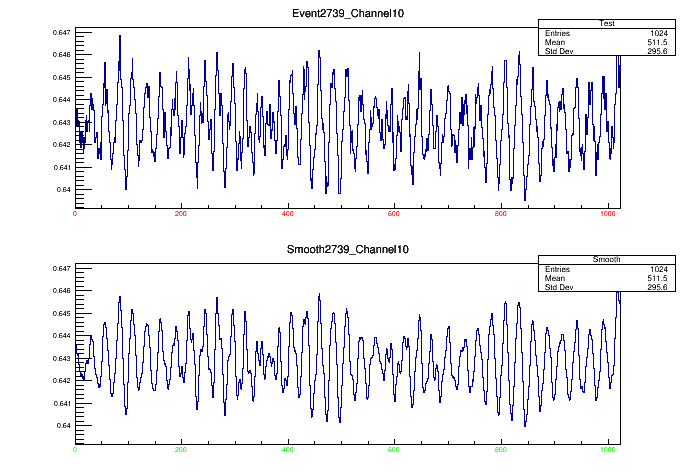 Event2739_Channel10
Test
Entries 1024
Mean 511.5
Std Dev 295.6
0.647
0.646
0.645
0.644
0.643
0.642
0.641
0.64
0 200 400 600 800 1000
Smooth2739_Channel10
Smooth
Entries 1024
Mean 511.5
Std Dev 295.6
0.647
0.646
0.645
0.644
0.643
0.642
0.641
0.64
0 200 400 600 800 1000